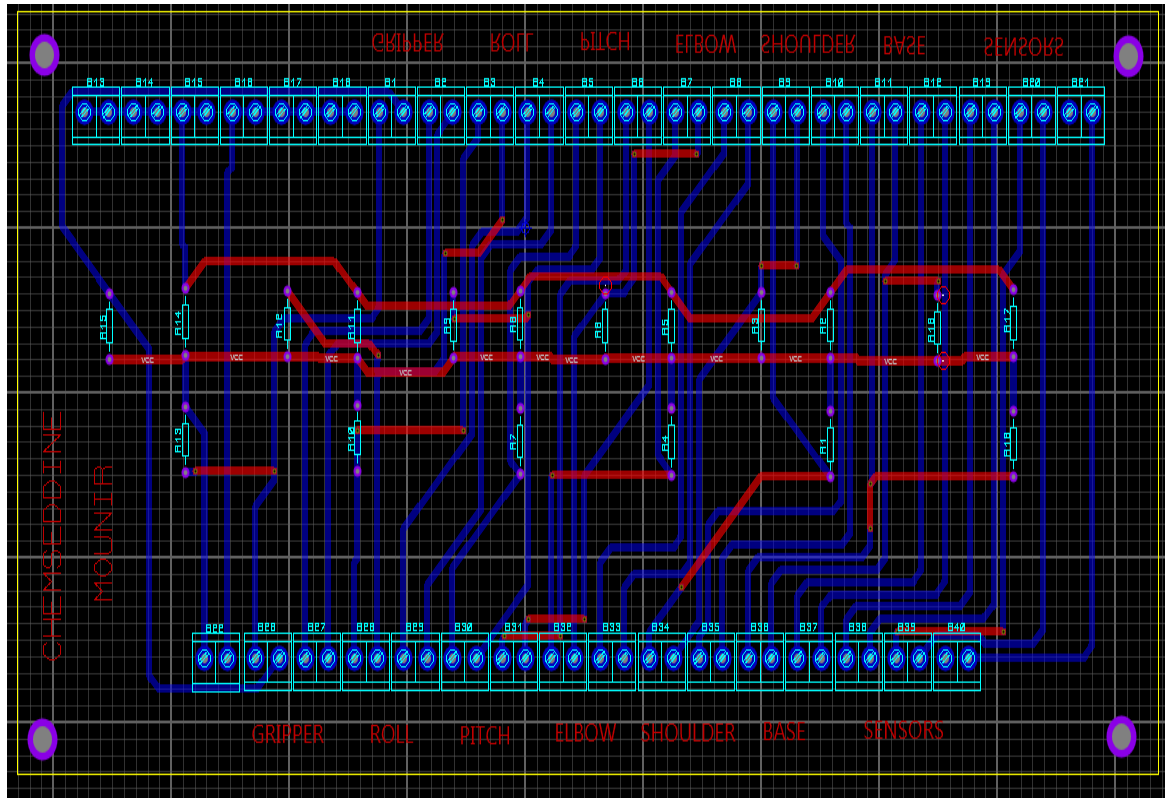 GRIPPER ROLL PITCH ELBOW SHOULDER BASE SENSORS
B13 B14 B15 B16 B17 B18 B1 B2 B3 B4 B5 B6 B7 B8 B9 B10 B11 B12 B19 B20 B21
R15 R14 R12 R11 R9 R8 R6 R5 R3 R2 R18 R17
VCC VCC VCC VCC VCC VCC VCC VCC VCC VCC VCC
R13 R10 R7 R4 R1 R16
CHEMSEDDINE
MOUNIR
B22 B26 B27 B28 B29 B30 B31 B32 B33 B34 B35 B36 B37 B38 B39 B40
GRIPPER ROLL PITCH ELBOW SHOULDER BASE SENSORS